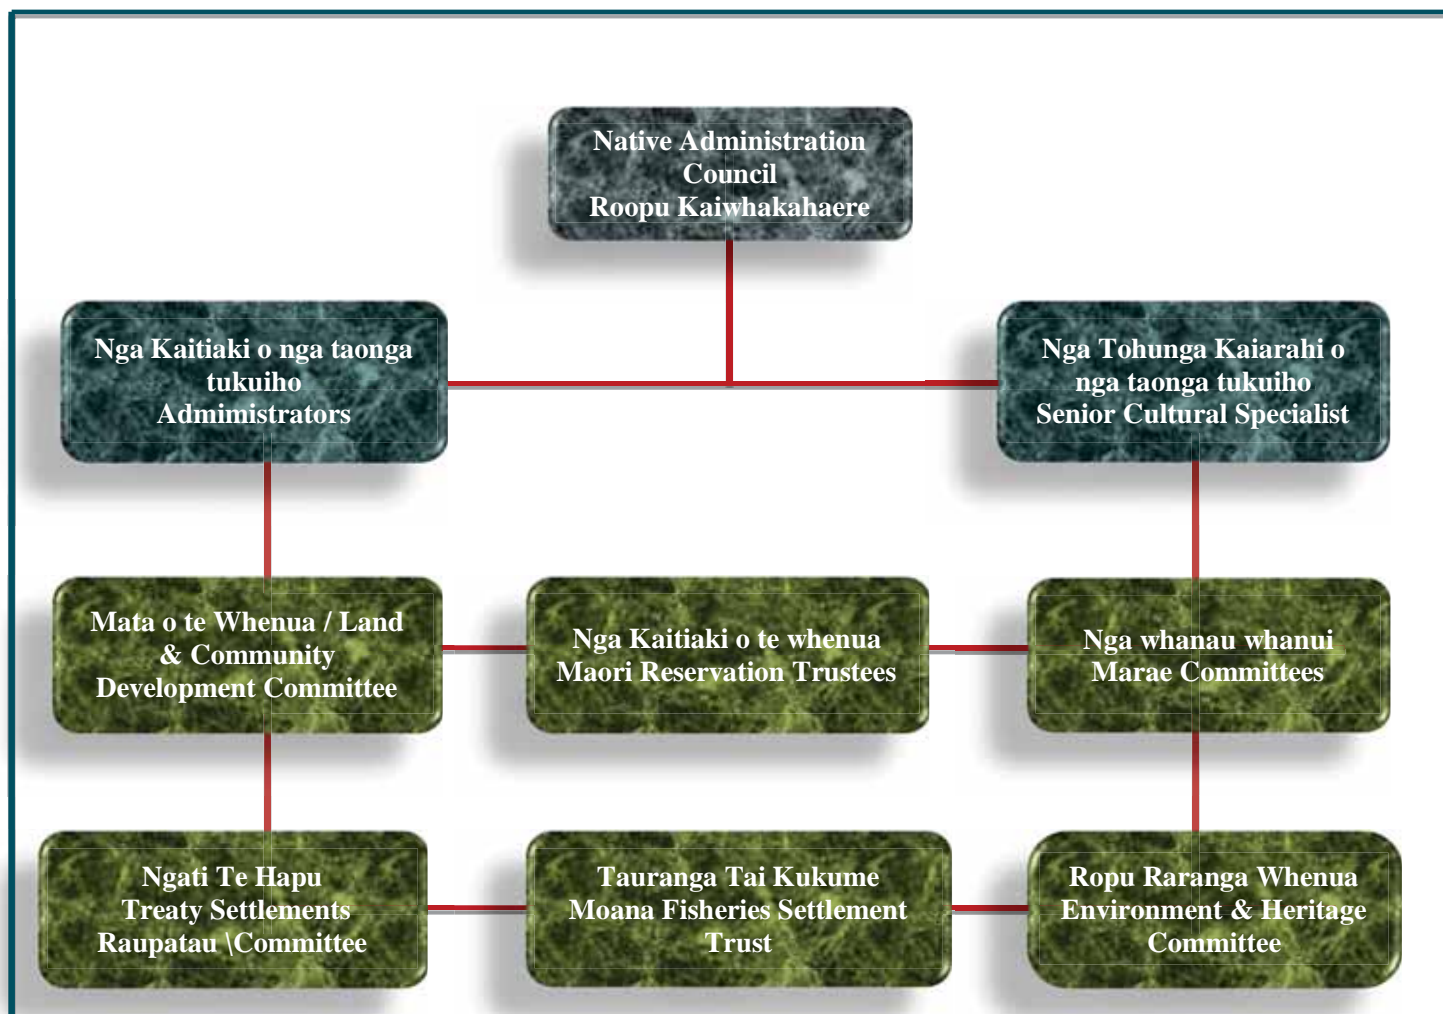 Native Administration
Council
Roopu Kaiwhakahaere
Nga Kaitiaki o nga taonga
tukuiho
Admimistrators
Nga Tohunga Kaiarahi o
nga taonga tukuiho
Senior Cultural Specialist
Mata o te Whenua / Land
& Community
Development Committee
Nga Kaitiaki o te whenua
Maori Reservation Trustees
Nga whanau whanui
Marae Committees
Ngati Te Hapu
Treaty Settlements
Raupatau \Committee
Tauranga Tai Kukume
Moana Fisheries Settlement
Trust
Ropu Raranga Whenua
Environment & Heritage
Committee